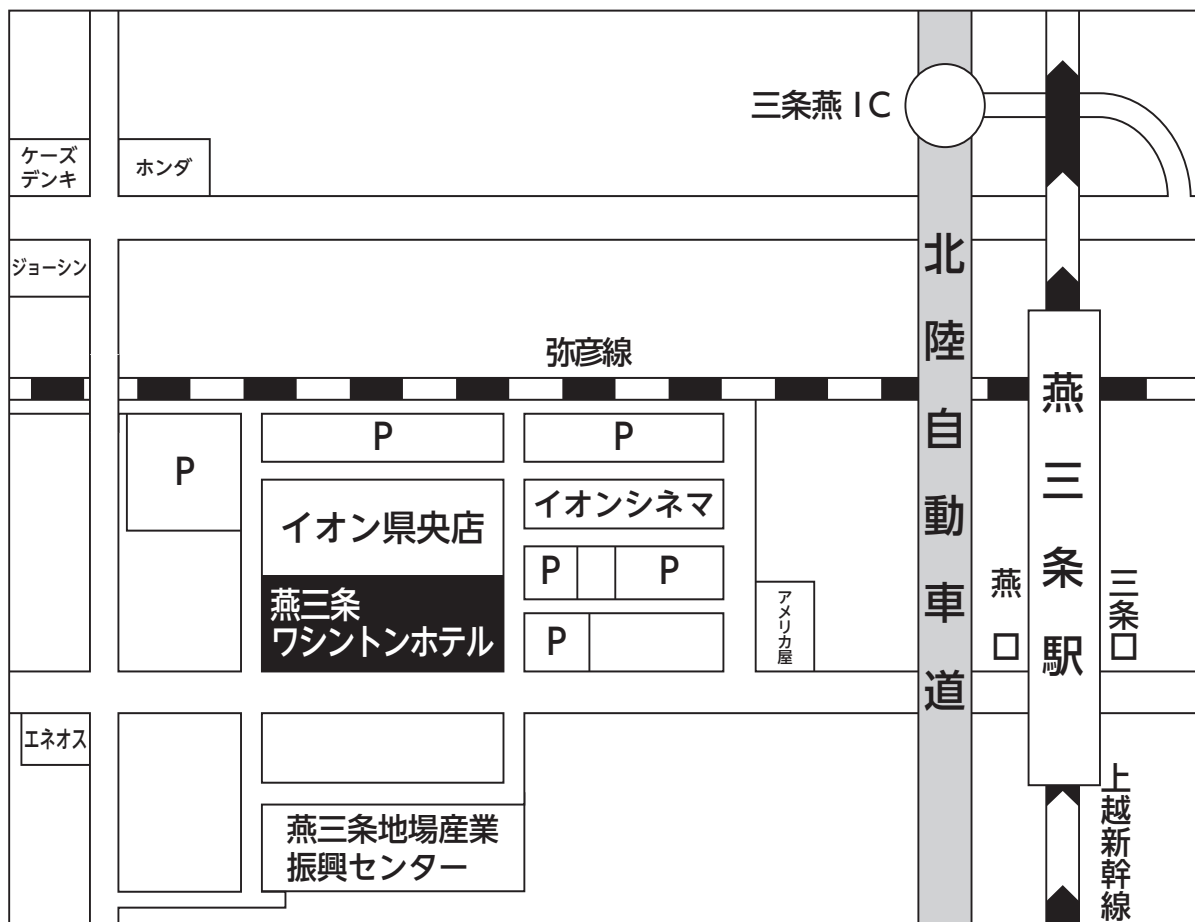 三条燕IC
ケーズ
デンキ
ホンダ
ジョーシン
北陸自動車道
弥彦線
燕三条駅
P
P
P
イオン県央店
イオンシネマ
P
P
燕三条
ワシントンホテル
P
アメリカ屋
燕口
三条口
エネオス
上越新幹線
燕三条地場産業
振興センター